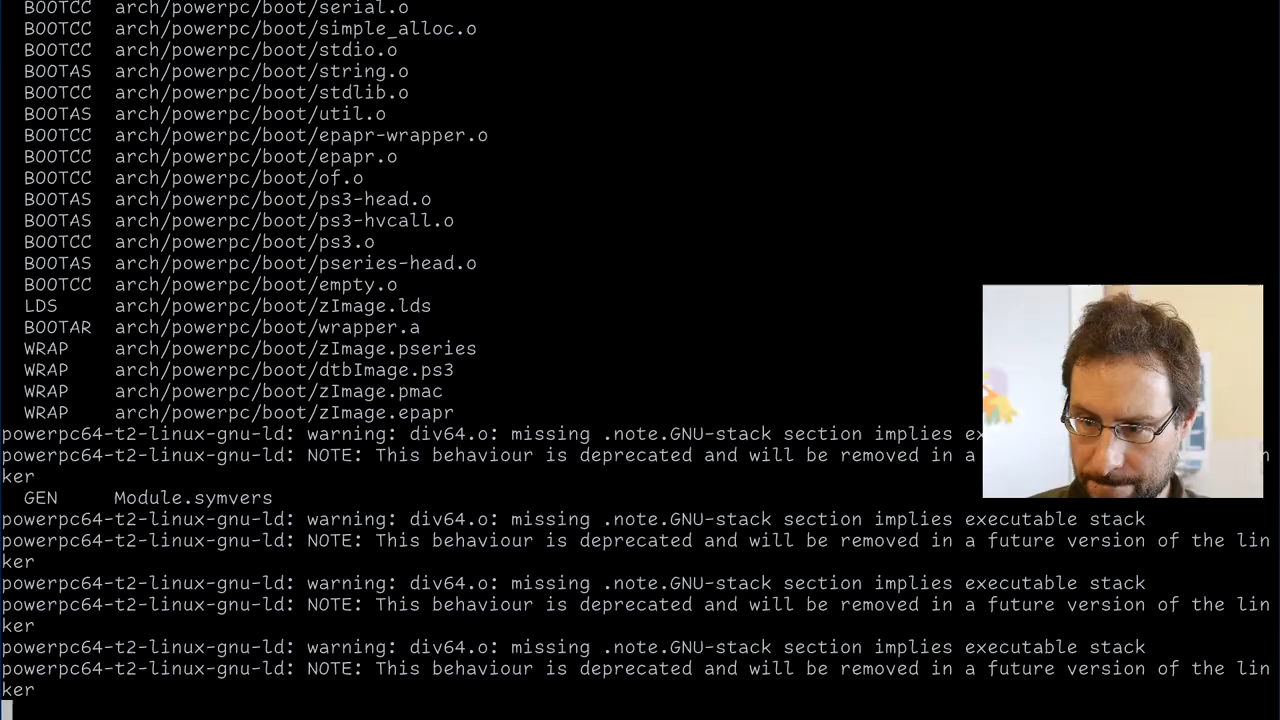 BOOTCC arch/powerpc/boot/serial.o
BOOTCC arch/powerpc/boot/simple_alloc.o
BOOTCC arch/powerpc/boot/stdio.o
BOOTAS arch/powerpc/boot/string.o
BOOTCC arch/powerpc/boot/stdlib.o
BOOTAS arch/powerpc/boot/util.o
BOOTCC arch/powerpc/boot/epapr-wrapper.o
BOOTCC arch/powerpc/boot/epapr.o
BOOTCC arch/powerpc/boot/of.o
BOOTAS arch/powerpc/boot/ps3-head.o
BOOTAS arch/powerpc/boot/ps3-hvcall.o
BOOTCC arch/powerpc/boot/ps3.o
BOOTAS arch/powerpc/boot/pseries-head.o
BOOTCC arch/powerpc/boot/empty.o
LDS arch/powerpc/boot/zImage.lds
BOOTAR arch/powerpc/boot/wrapper.a
WRAP arch/powerpc/boot/zImage.pseries
WRAP arch/powerpc/boot/dtbImage.ps3
WRAP arch/powerpc/boot/zImage.pmac
WRAP arch/powerpc/boot/zImage.epapr
powerpc64-t2-linux-gnu-ld: warning: div64.o: missing .note.GNU-stack section implies
powerpc64-t2-linux-gnu-ld: NOTE: This behaviour is deprecated and will be removed in a lin
ker
GEN Module.symvers
powerpc64-t2-linux-gnu-ld: warning: div64.o: missing .note.GNU-stack section implies executable stack
powerpc64-t2-linux-gnu-ld: NOTE: This behaviour is deprecated and will be removed in a future version of the lin
ker
powerpc64-t2-linux-gnu-ld: warning: div64.o: missing .note.GNU-stack section implies executable stack
powerpc64-t2-linux-gnu-ld: NOTE: This behaviour is deprecated and will be removed in a future version of the lin
ker
powerpc64-t2-linux-gnu-ld: warning: div64.o: missing .note.GNU-stack section implies executable stack
powerpc64-t2-linux-gnu-ld: NOTE: This behaviour is deprecated and will be removed in a future version of the lin
ker